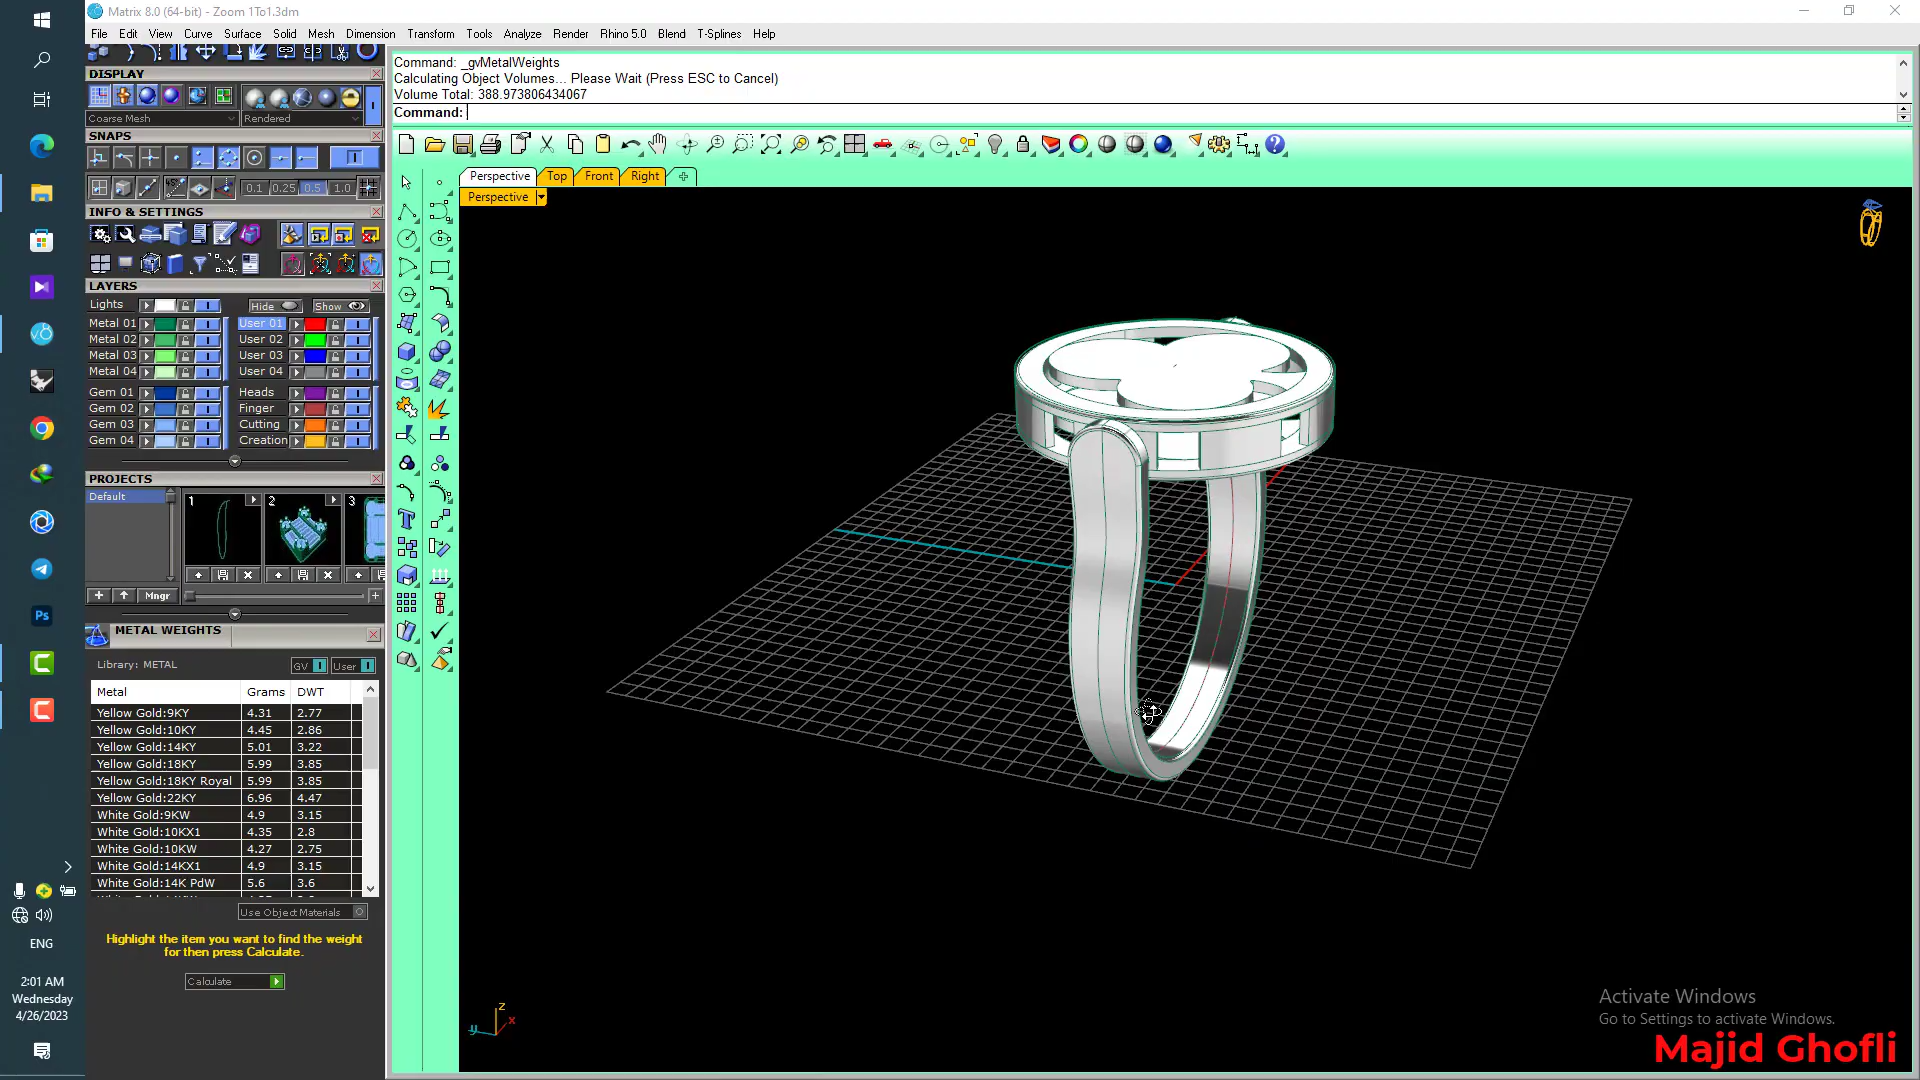 Matrix 8.0 (64-bit) - Zoom 1To1.3dm
File Edit View Curve Surface Solid Mesh Dimension Transform Tools Analyze Render Rhino 5.0 Blend T-Splines Help
Command: _gvMetalWeights
Calculating Object Volumes... Please Wait (Press ESC to Cancel)
Volume Total: 388.973806434067
Command:
DISPLAY
Coarse Mesh Rendered
SNAPS
0.1 0.25 0.5 1.0
INFO & SETTINGS
LAYERS
Lights Hide Show
Metal 01 User 01
Metal 02 User 02
Metal 03 User 03
Metal 04 User 04
Gem 01 Heads
Gem 02 Finger
Gem 03 Cutting
Gem 04 Creation
PROJECTS
Default 1 2 3
Mngr
METAL WEIGHTS
Library: METAL GV User
Metal Grams DWT
Yellow Gold:9KY 4.31 2.77
Yellow Gold:10KY 4.45 2.86
Yellow Gold:14KY 5.01 3.22
Yellow Gold:18KY 5.99 3.85
Yellow Gold:18KY Royal 5.99 3.85
Yellow Gold:22KY 6.96 4.47
White Gold:9KW 4.9 3.15
White Gold:10KX1 4.35 2.8
White Gold:10KW 4.27 2.75
White Gold:14KX1 4.9 3.15
White Gold:14K PdW 5.6 3.6
Use Object Materials
Highlight the item you want to find the weight
for then press Calculate.
Calculate
Perspective Top Front Right
Perspective
z
y x
ENG
2:01 AM
Wednesday
4/26/2023
Ps
Activate Windows
Go to Settings to activate Windows.
Majid Ghofli